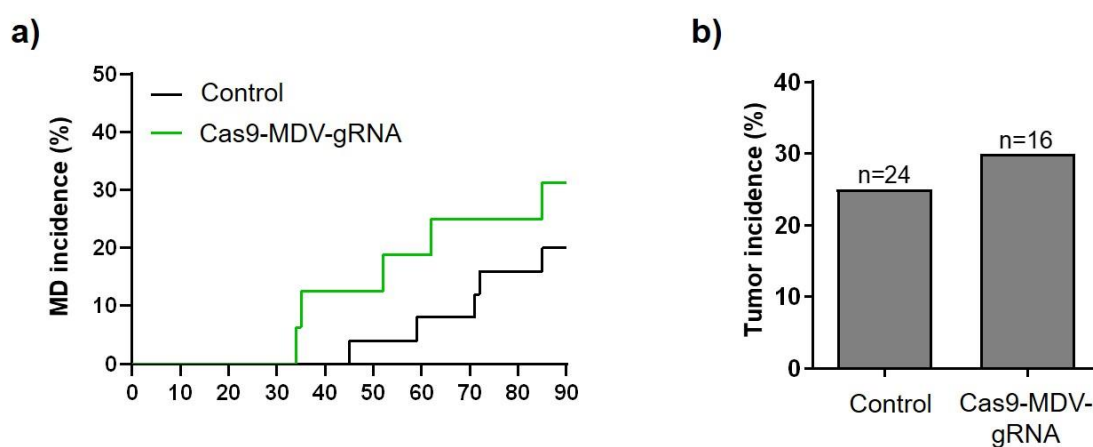 a)
MD incidence (%)
50
40
30
20
10
0
Control
Cas9-MDV-gRNA
0 10 20 30 40 50 60 70 80 90
b)
Tumor incidence (%)
40
30
20
10
0
n=24
n=16
Control
Cas9-MDV-
gRNA